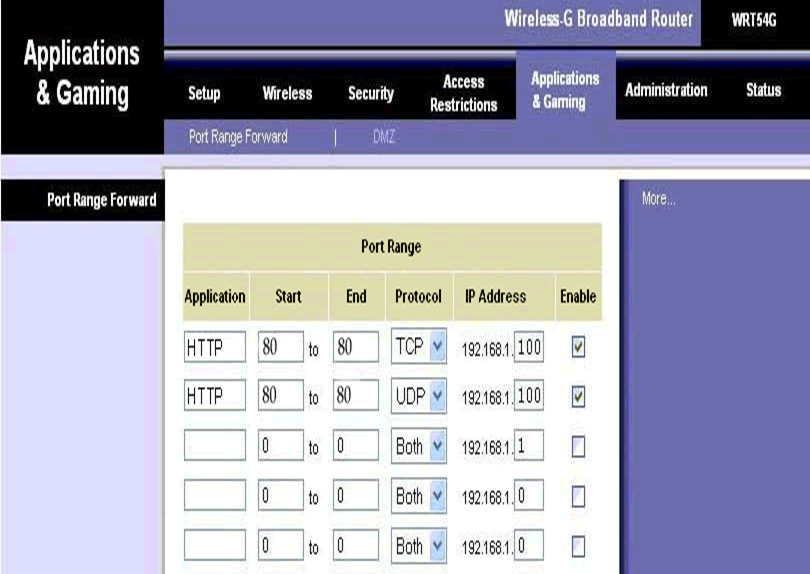 Wireless-G Broadband Router WRT54G
Applications
& Gaming
Setup Wireless Security Access Restrictions Applications & Gaming Administration Status
Port Range Forward | DMZ
Port Range Forward
More...
Port Range
Application Start End Protocol IP Address Enable
HTTP 80 to 80 TCP 192.168.1. 100
HTTP 80 to 80 UDP 192.168.1. 100
0 to 0 Both 192.168.1. 1
0 to 0 Both 192.168.1. 0
0 to 0 Both 192.168.1. 0